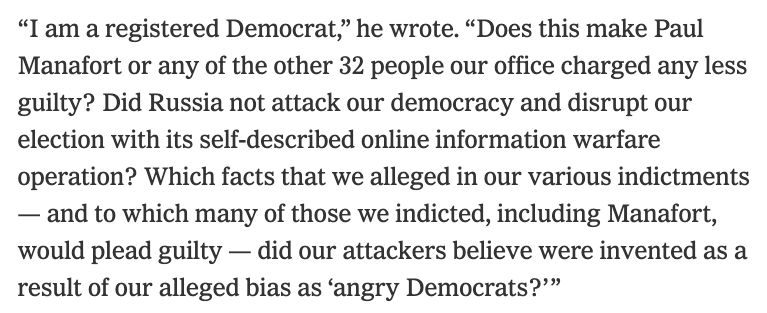 “I am a registered Democrat,” he wrote. “Does this make Paul
Manafort or any of the other 32 people our office charged any less
guilty? Did Russia not attack our democracy and disrupt our
election with its self-described online information warfare
operation? Which facts that we alleged in our various indictments
— and to which many of those we indicted, including Manafort,
would plead guilty — did our attackers believe were invented as a
result of our alleged bias as ‘angry Democrats?’”